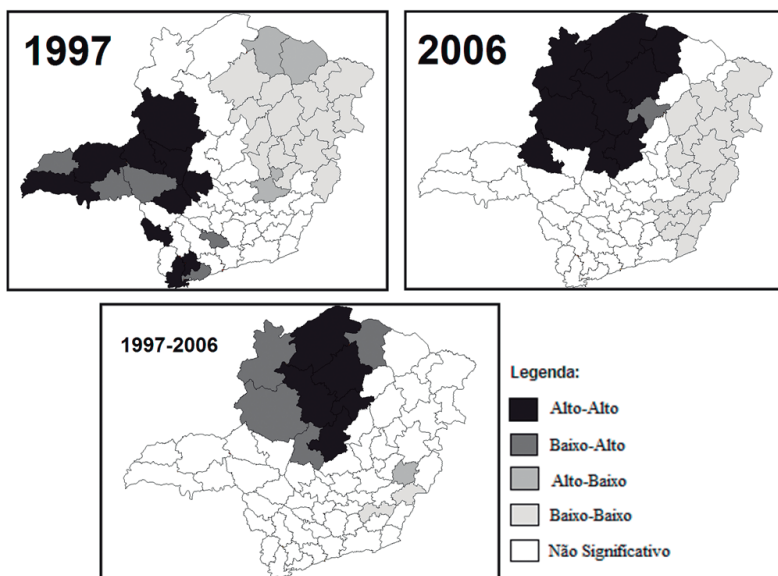 1997
2006
1997-2006
Legenda:
Alto-Alto
Baixo-Alto
Alto-Baixo
Baixo-Baixo
Não Significativo